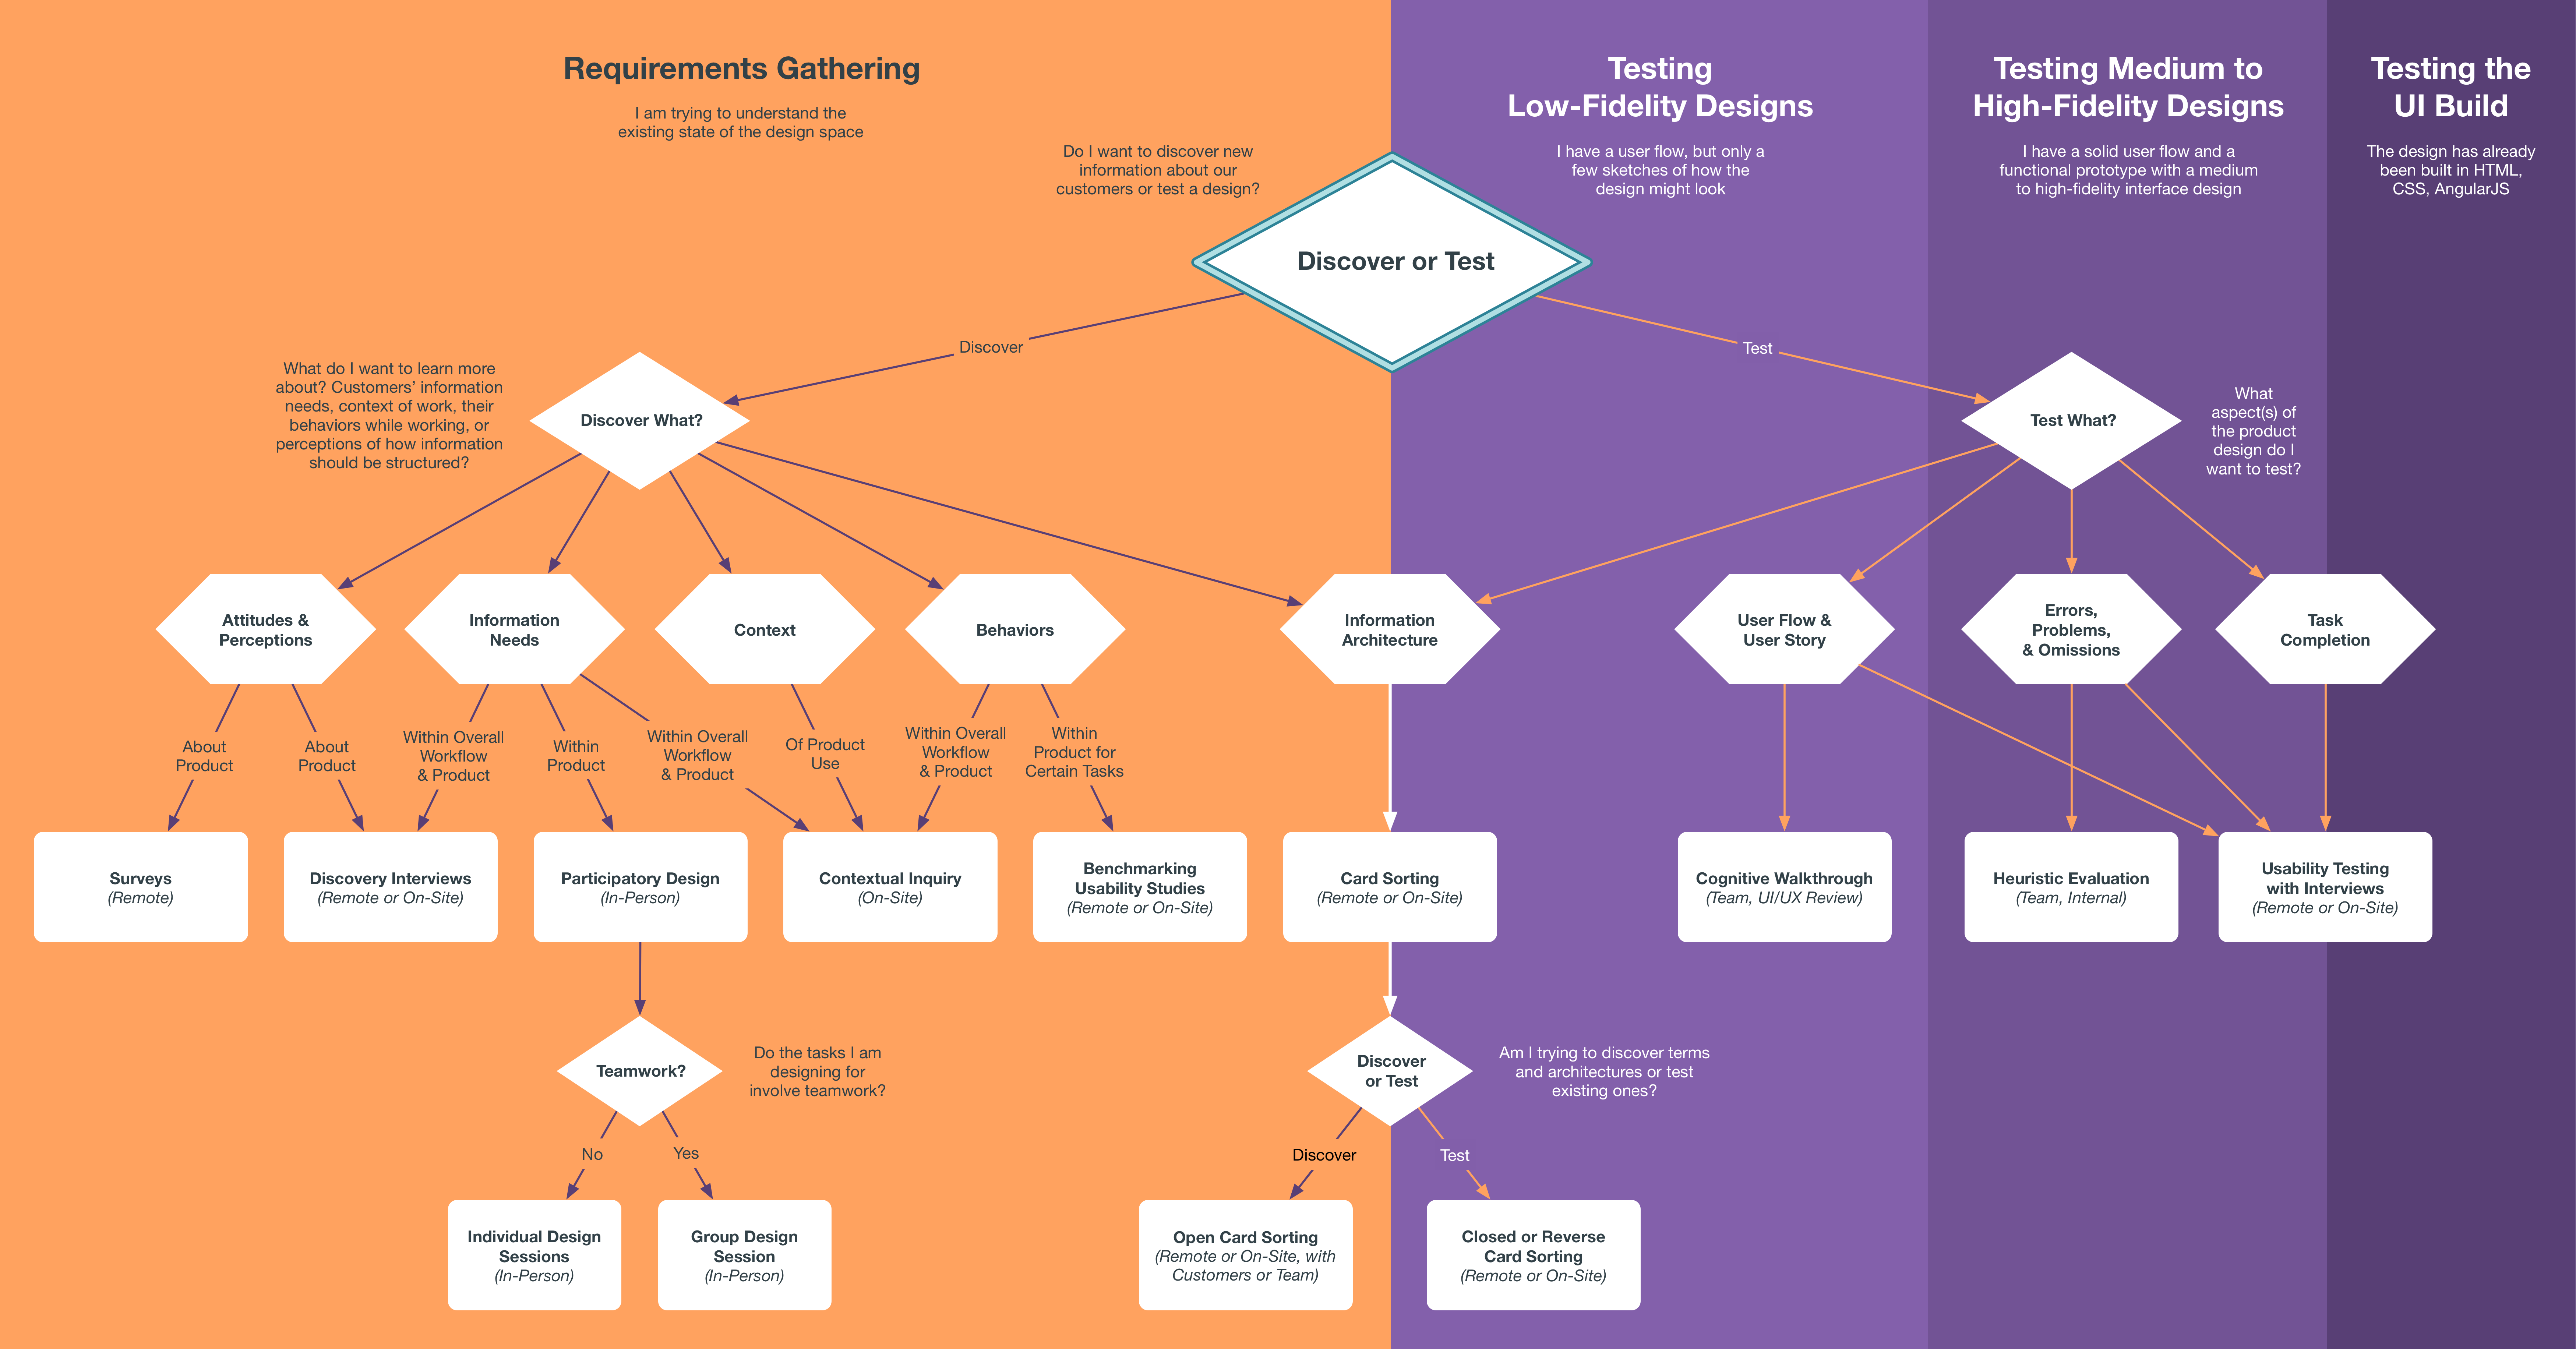 Requirements Gathering
I am trying to understand the
existing state of the design space
Testing
Low-Fidelity Designs
I have a user flow, but only a
few sketches of how the
design might look
Testing Medium to
High-Fidelity Designs
I have a solid user flow and a
functional prototype with a medium
to high-fidelity interface design
Testing the
UI Build
The design has already
been built in HTML,
CSS, AngularJS
Do I want to discover new
information about our
customers or test a design?
Discover or Test
Discover
Test
What do I want to learn more
about? Customers’ information
needs, context of work, their
behaviors while working, or
perceptions of how information
should be structured?
Discover What?
Test What?
What
aspect(s) of
the product
design do I
want to test?
Attitudes &
Perceptions
Information
Needs
Context
Behaviors
Information
Architecture
User Flow &
User Story
Errors,
Problems,
& Omissions
Task
Completion
About
Product
About
Product
Within Overall
Workflow
& Product
Within
Product
Within Overall
Workflow
& Product
Of Product
Use
Within Overall
Workflow
& Product
Within
Product for
Certain Tasks
Surveys
(Remote)
Discovery Interviews
(Remote or On-Site)
Participatory Design
(In-Person)
Contextual Inquiry
(On-Site)
Benchmarking
Usability Studies
(Remote or On-Site)
Card Sorting
(Remote or On-Site)
Cognitive Walkthrough
(Team, UI/UX Review)
Heuristic Evaluation
(Team, Internal)
Usability Testing
with Interviews
(Remote or On-Site)
Teamwork?
Do the tasks I am
designing for
involve teamwork?
Discover
or Test
Am I trying to discover terms
and architectures or test
existing ones?
No
Yes
Discover
Test
Individual Design
Sessions
(In-Person)
Group Design
Session
(In-Person)
Open Card Sorting
(Remote or On-Site, with
Customers or Team)
Closed or Reverse
Card Sorting
(Remote or On-Site)